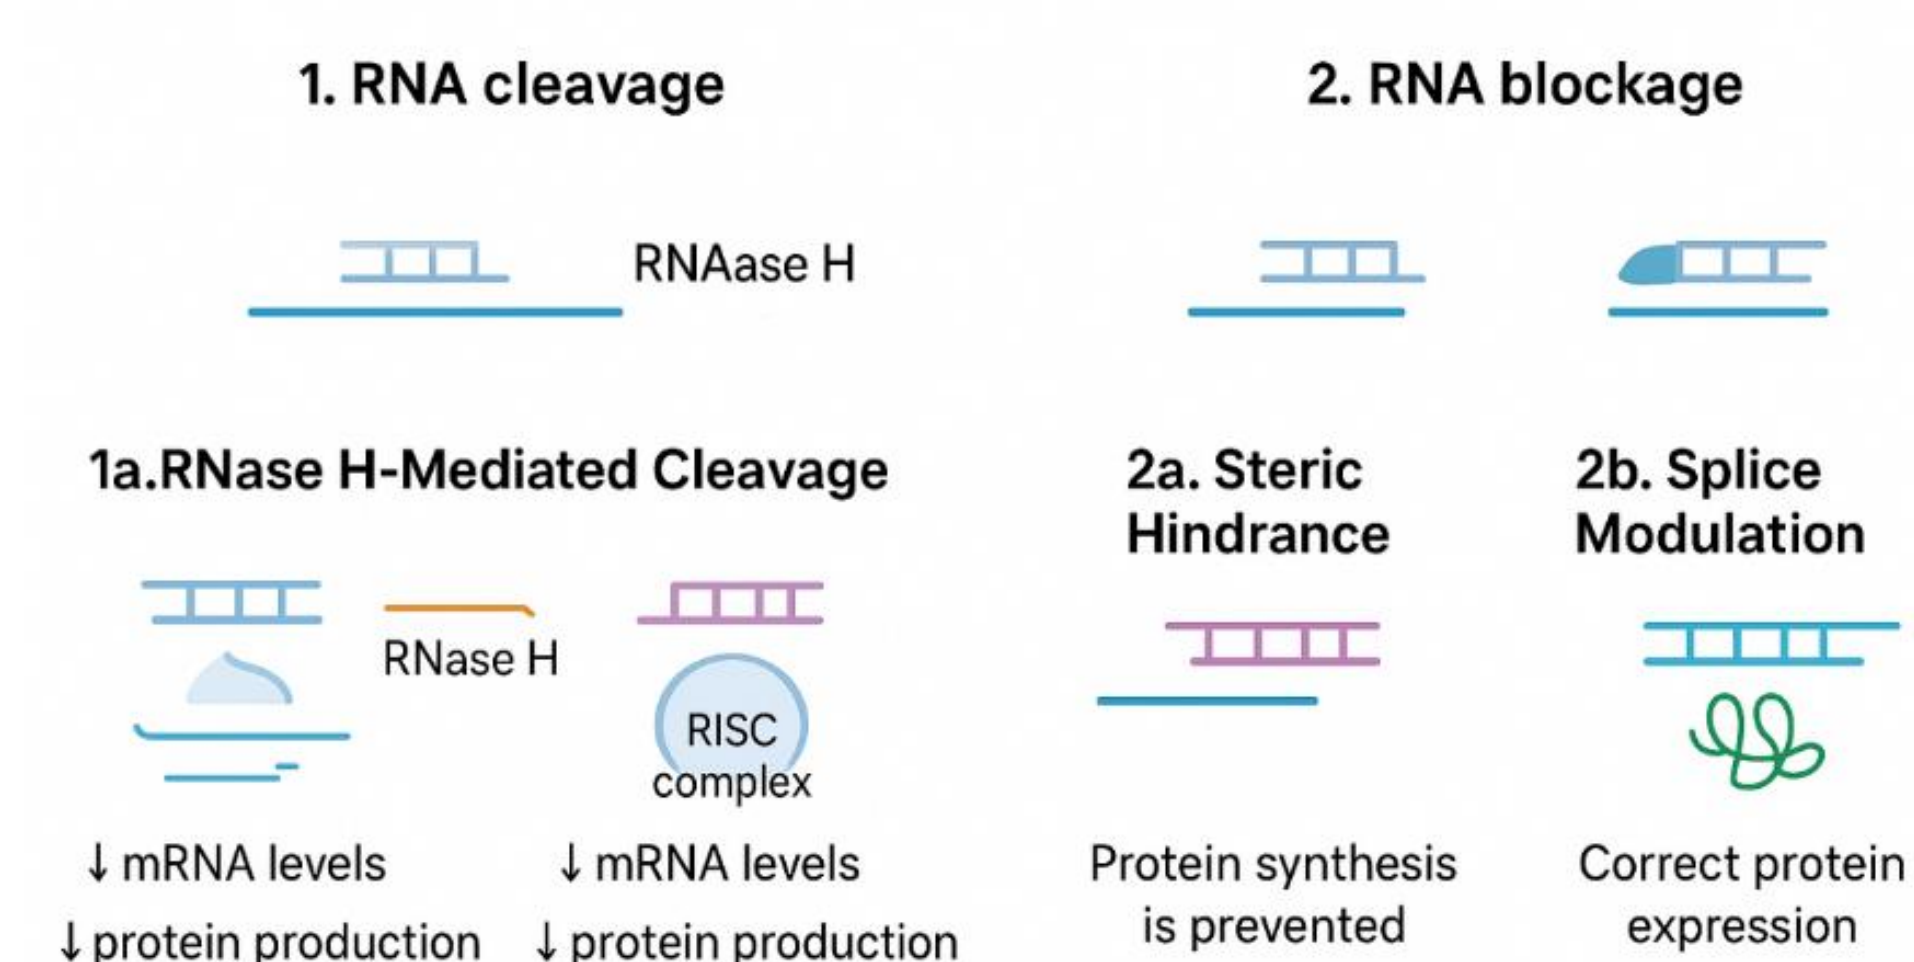 1. RNA cleavage
2. RNA blockage
RNAase H
1a.RNase H-Mediated Cleavage
2a. Steric
Hindrance
2b. Splice
Modulation
RNase H
RISC
complex
↓ mRNA levels
↓ protein production
↓ mRNA levels
↓ protein production
Protein synthesis
is prevented
Correct protein
expression